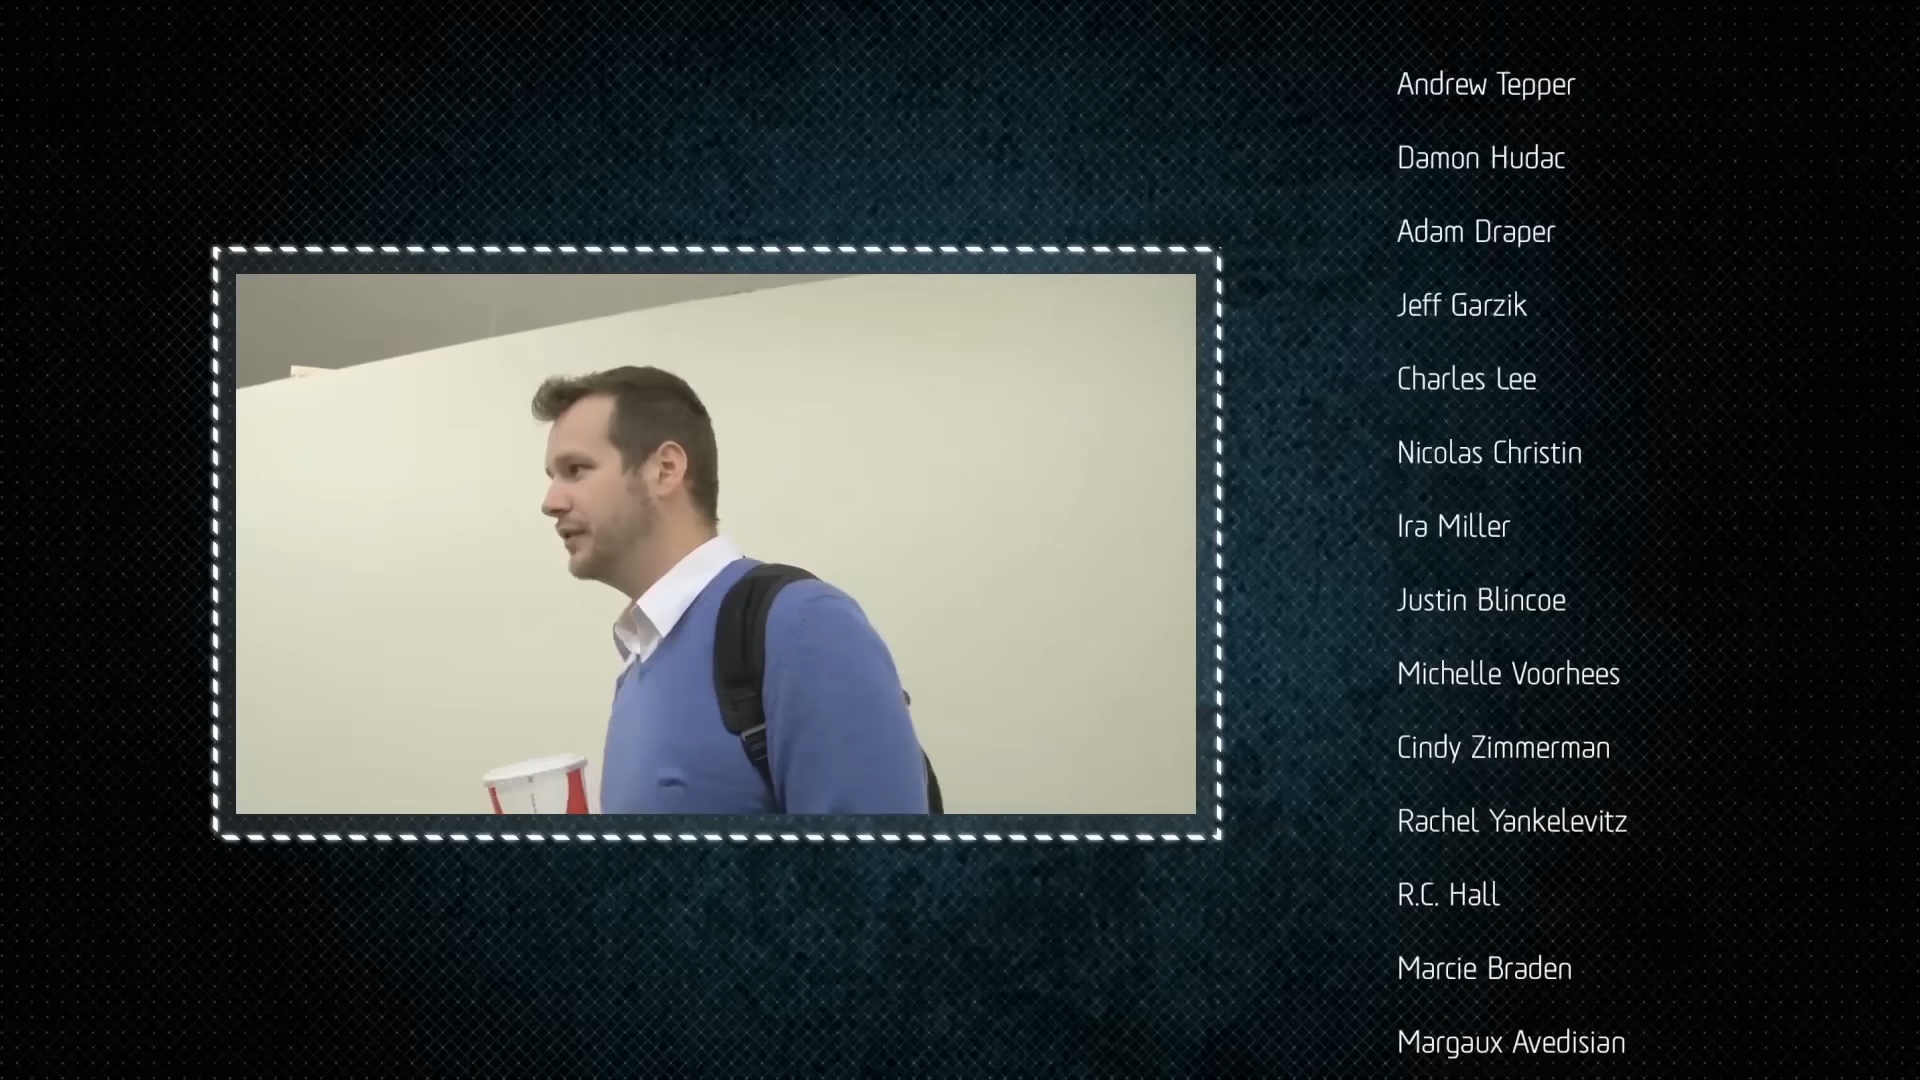 Andrew Tepper
Damon Hudac
Adam Draper
Jeff Garzik
Charles Lee
Nicolas Christin
Ira Miller
Justin Blincoe
Michelle Voorhees
Cindy Zimmerman
Rachel Yankelevitz
R.C. Hall
Marcie Braden
Margaux Avedisian